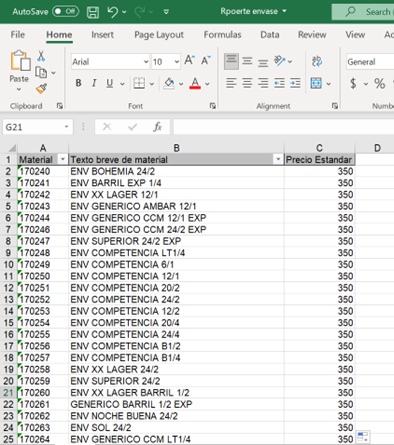 AutoSave Off Rpoerte envase Search
File Home Insert Page Layout Formulas Data Review View
Paste Arial 10 A A General
B I U $ % 
Clipboard Font Alignment
G21 fx
A B C D
1 Material Texto breve de material Precio Estandar
2 170240 ENV BOHEMIA 24/2 350
3 170241 ENV BARRIL EXP 1/4 350
4 170242 ENV XX LAGER 12/1 350
5 170243 ENV GENERICO AMBAR 12/1 350
6 170244 ENV GENERICO CCM 12/1 EXP 350
7 170246 ENV GENERICO CCM 24/2 EXP 350
8 170247 ENV SUPERIOR 24/2 EXP 350
9 170248 ENV COMPETENCIA LT1/4 350
10 170249 ENV COMPETENCIA 6/1 350
11 170250 ENV COMPETENCIA 12/1 350
12 170251 ENV COMPETENCIA 20/2 350
13 170252 ENV COMPETENCIA 24/2 350
14 170253 ENV COMPETENCIA 12/2 350
15 170254 ENV COMPETENCIA 20/4 350
16 170255 ENV COMPETENCIA 24/4 350
17 170256 ENV COMPETENCIA B1/2 350
18 170257 ENV COMPETENCIA B1/4 350
19 170258 ENV XX LAGER 24/2 350
20 170259 ENV SUPERIOR 24/2 350
21 170260 ENV XX LAGER BARRIL 1/2 350
22 170261 GENERICO BARRIL 1/2 EXP 350
23 170262 ENV NOCHE BUENA 24/2 350
24 170263 ENV SOL 24/2 350
25 170264 ENV GENERICO CCM LT1/4 350